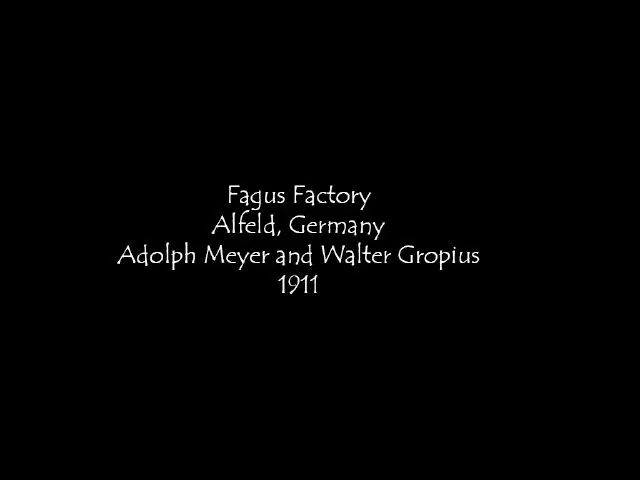 Fagus Factory
Alfeld, Germany
Adolph Meyer and Walter Gropius
1911